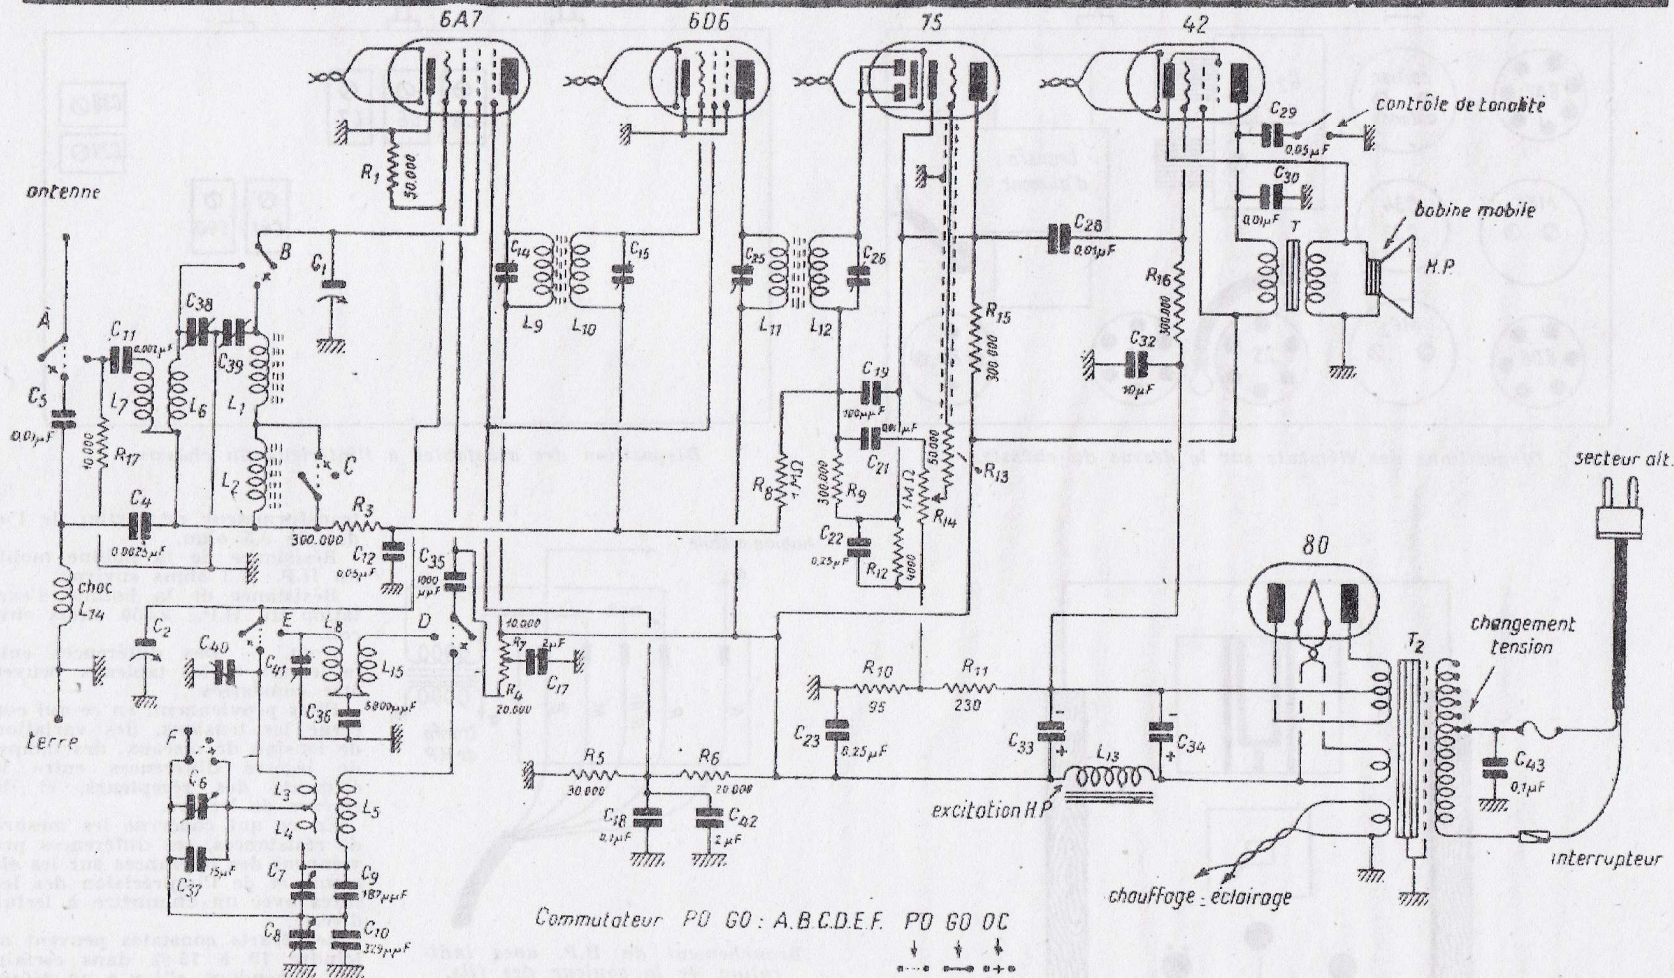 6A7
6D6
75
42
C29
0,05µF
contrôle de tonalité
R1
50.000
C30
0,01µF
T
bobine mobile
H.P.
antenne
B
C1
C14
C15
C25
C26
C28
0,01µF
R16
300.000
A
C11
0.002µF
C38
C39
L9
L10
L11
L12
R15
300 000
C32
10µF
C5
0,01µF
L7
L6
L1
C19
100µµF
10.000
R17
L2
C
C21
R8
1MΩ
R9
300.000
1MΩ
50.000
R13
R14
secteur alt.
C4
0.0025µF
R3
300.000
C12
0,05µF
C35
1000
µµF
C22
0,25µF
R12
4000
80
choc
L14
C2
E
L8
D
10.000
changement
tension
T2
C40
C41
L15
R7
2µF
C17
R4
20.000
R10
95
R11
230
C36
5000µµF
terre
F
C6
C23
0,25µF
C33
L13
C34
C43
0,1µF
L3
L4
L5
R5
30.000
R6
20.000
excitation HP
C18
0,1µF
C42
2µF
interrupteur
C37
15µF
C7
C9
187µµF
chauffage - éclairage
C8
C10
329µµF
Commutateur PO GO : A.B.C.D.E.F. PO GO OC